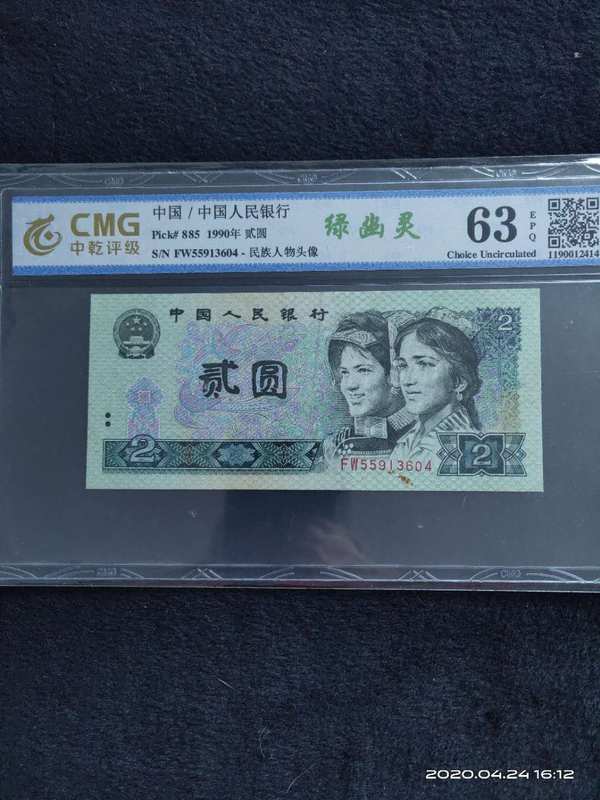 CMG
中乾评级
中国 / 中国人民银行
Pick# 885 1990年 贰圆
S/N FW55913604 - 民族人物头像
绿幽灵
63
EPQ
Choice Uncirculated
1190012414
中国人民银行
贰圆
2
2
2
FW55913604
2020.04.24 16:12